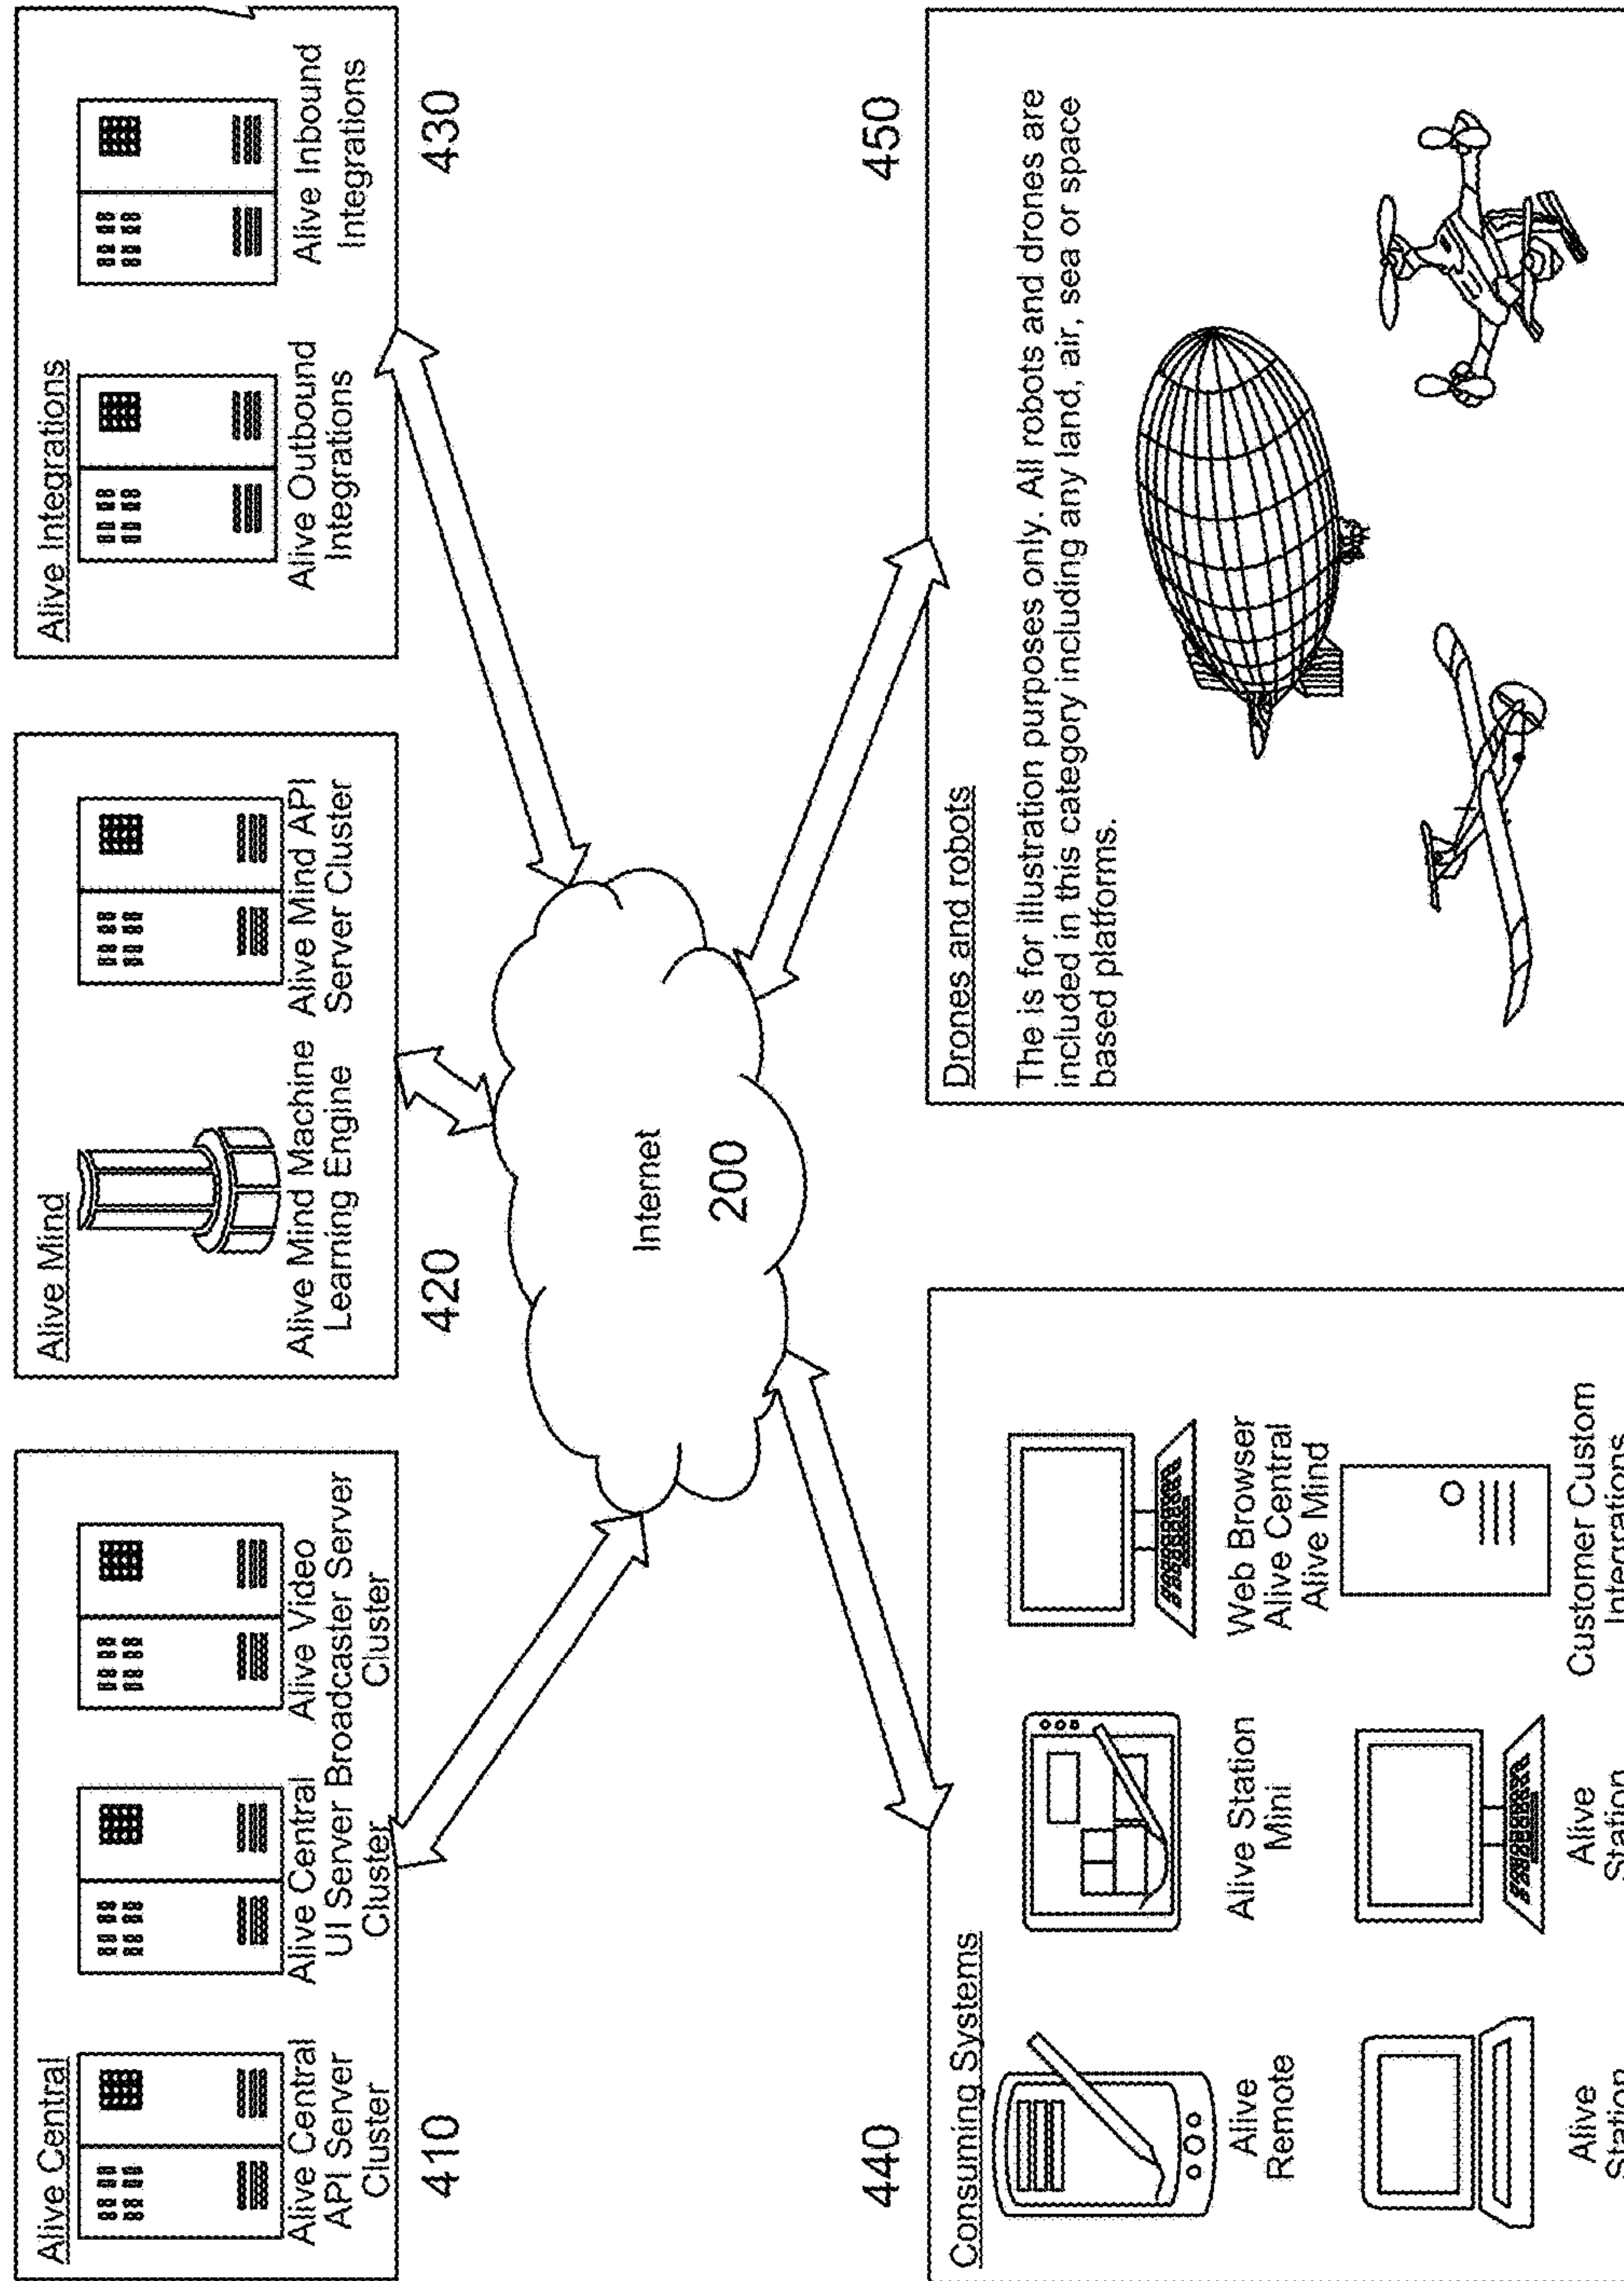 Alive Central
Alive Central
API Server
Cluster
Alive Central
UI Server
Cluster
Alive Video
Broadcaster Server
Cluster
410
Alive Mind
Alive Mind Machine
Learning Engine
Alive Mind API
Server Cluster
420
Alive Integrations
Alive Outbound
Integrations
Alive Inbound
Integrations
430
Internet
200
440
Consuming Systems
Alive
Remote
Alive Station
Mini
Web Browser
Alive Central
Alive Mind
Alive
Station
Alive
Station
Customer Custom
Integrations
450
Drones and robots
The is for illustration purposes only. All robots and drones are
included in this category including any land, air, sea or space
based platforms.